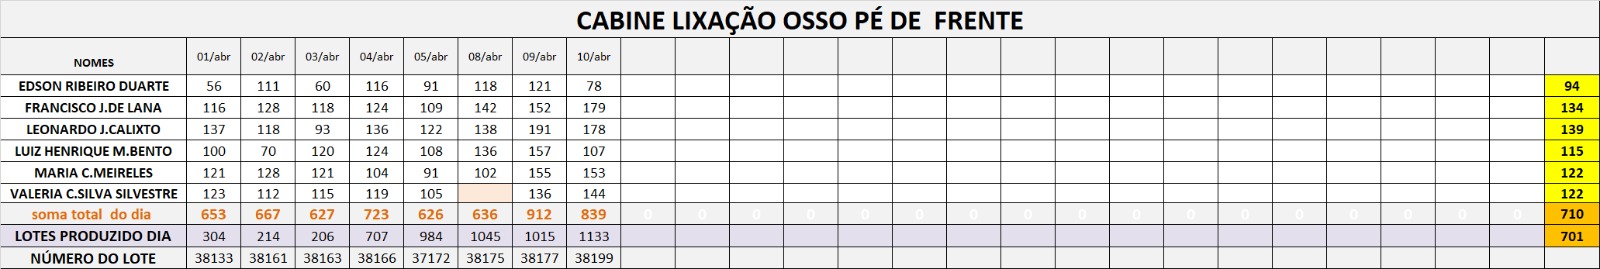 CABINE LIXAÇÃO OSSO PÉ DE FRENTE
NOMES 01/abr 02/abr 03/abr 04/abr 05/abr 08/abr 09/abr 10/abr
EDSON RIBEIRO DUARTE 56 111 60 116 91 118 121 78 94
FRANCISCO J.DE LANA 116 128 118 124 109 142 152 179 134
LEONARDO J.CALIXTO 137 118 93 136 122 138 191 178 139
LUIZ HENRIQUE M.BENTO 100 70 120 124 108 136 157 107 115
MARIA C.MEIRELES 121 128 121 104 91 102 155 153 122
VALERIA C.SILVA SILVESTRE 123 112 115 119 105 136 144 122
soma total do dia 653 667 627 723 626 636 912 839 0 0 0 0 0 0 0 0 0 0 0 0 0 0 0 0 0 710
LOTES PRODUZIDO DIA 304 214 206 707 984 1045 1015 1133 701
NÚMERO DO LOTE 38133 38161 38163 38166 37172 38175 38177 38199